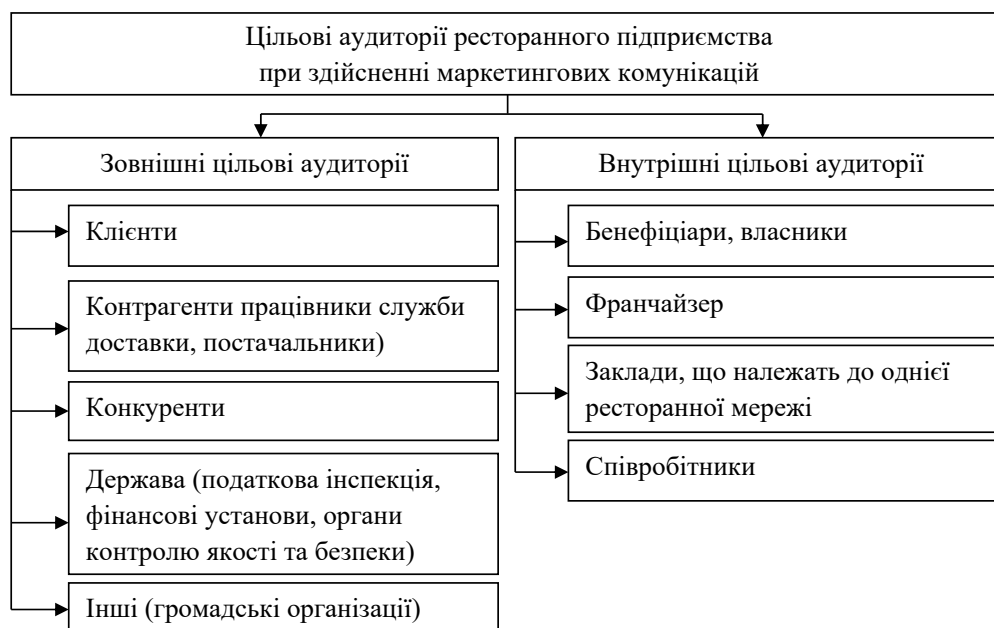 Цільові аудиторії ресторанного підприємства
при здійсненні маркетингових комунікацій
Зовнішні цільові аудиторії
Клієнти
Контрагенти працівники служби
доставки, постачальники)
Конкуренти
Держава (податкова інспекція,
фінансові установи, органи
контролю якості та безпеки)
Інші (громадські організації)
Внутрішні цільові аудиторії
Бенефіціари, власники
Франчайзер
Заклади, що належать до однієї
ресторанної мережі
Співробітники